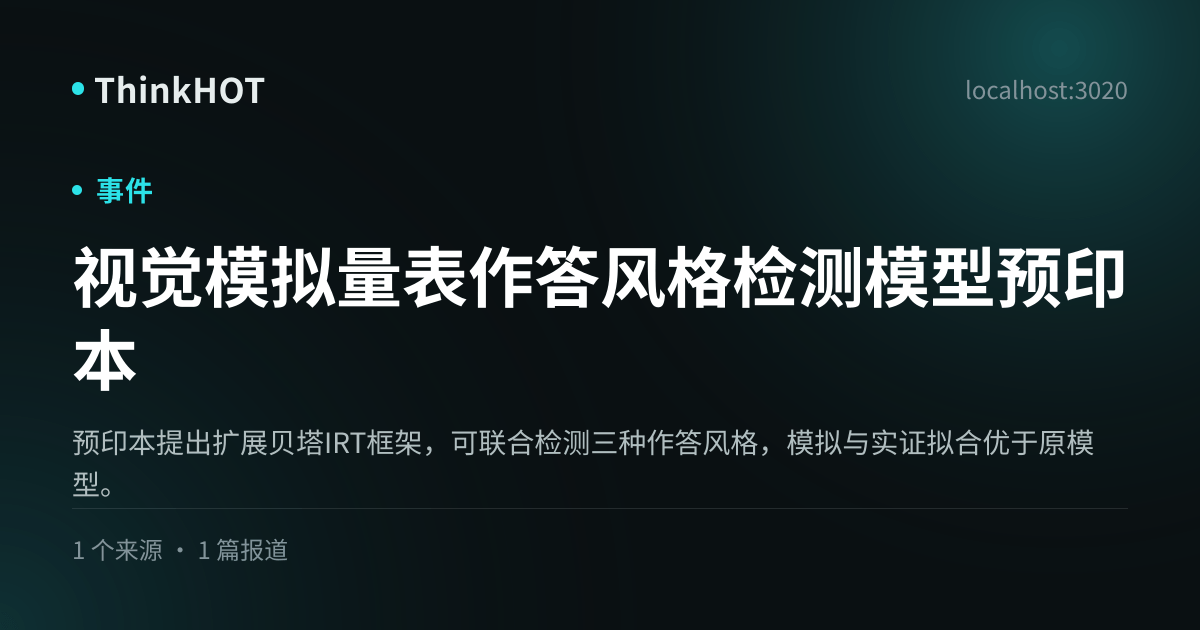 ThinkHOT
localhost:3020
事件
视觉模拟量表作答风格检测模型预印
本
预印本提出扩展贝塔IRT框架，可联合检测三种作答风格，模拟与实证拟合优于原模
型。
1 个来源 · 1 篇报道